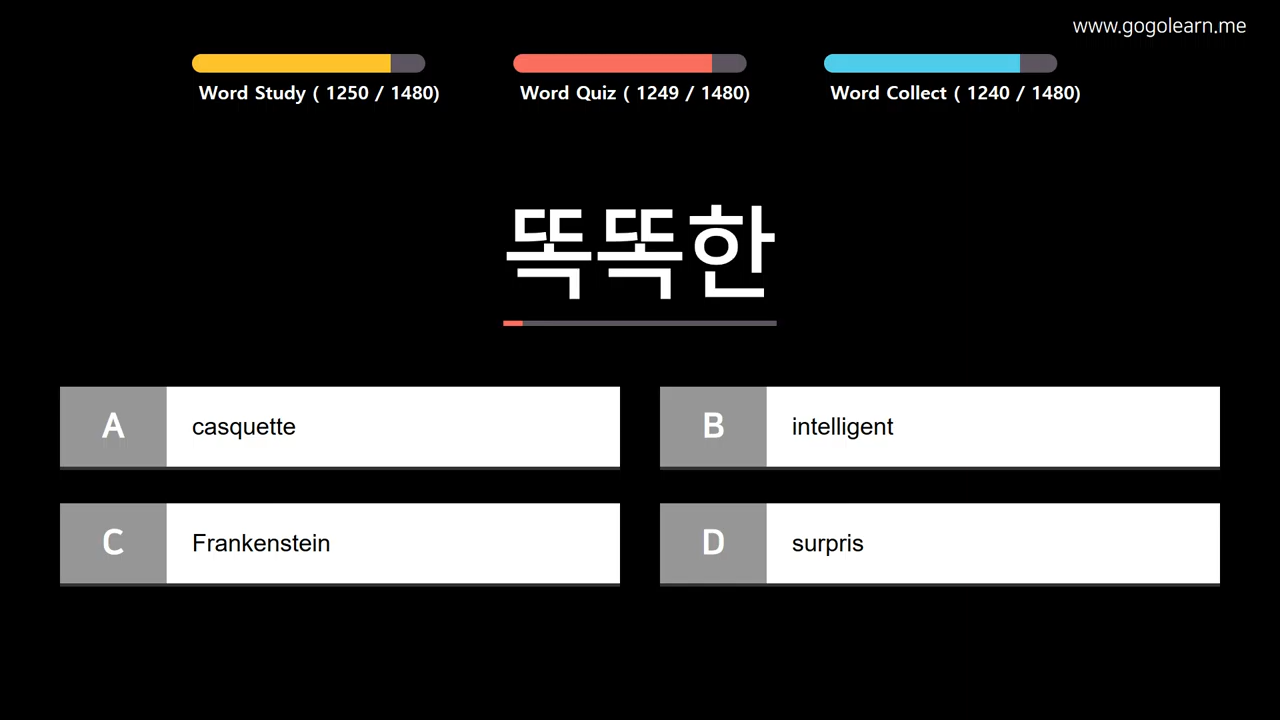 www.gogolearn.me
Word Study ( 1250 / 1480)
Word Quiz ( 1249 / 1480)
Word Collect ( 1240 / 1480)
똑똑한
A casquette
B intelligent
C Frankenstein
D surpris